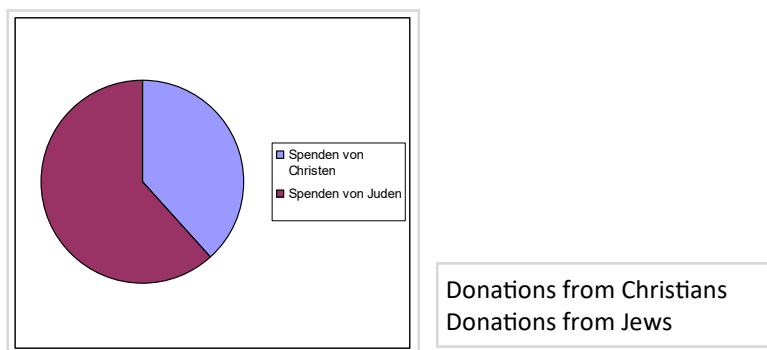 Spenden von
Christen
Spenden von Juden
Donations from Christians
Donations from Jews